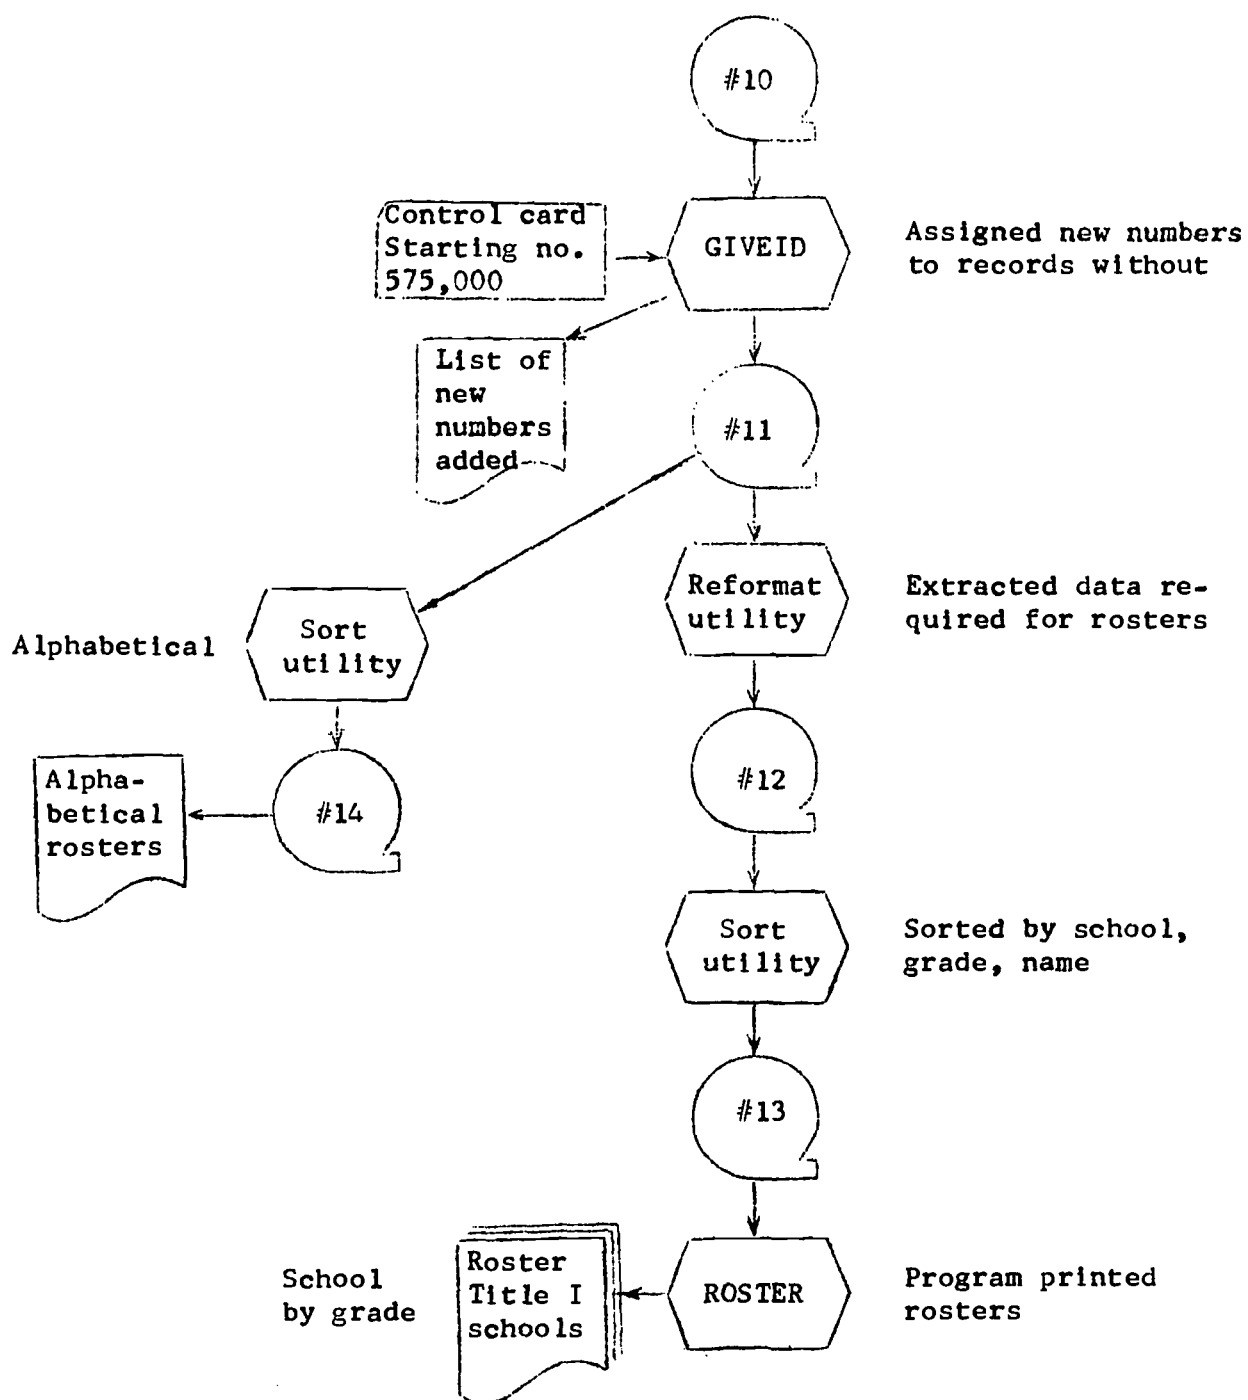 #10
Control card
Starting no.
575,000
GIVEID
Assigned new numbers
to records without
List of
new
numbers
added
#11
Reformat
utility
Extracted data re-
quired for rosters
Alphabetical
Sort
utility
#12
Alpha-
betical
rosters
#14
Sort
utility
Sorted by school,
grade, name
#13
School
by grade
Roster
Title I
schools
ROSTER
Program printed
rosters